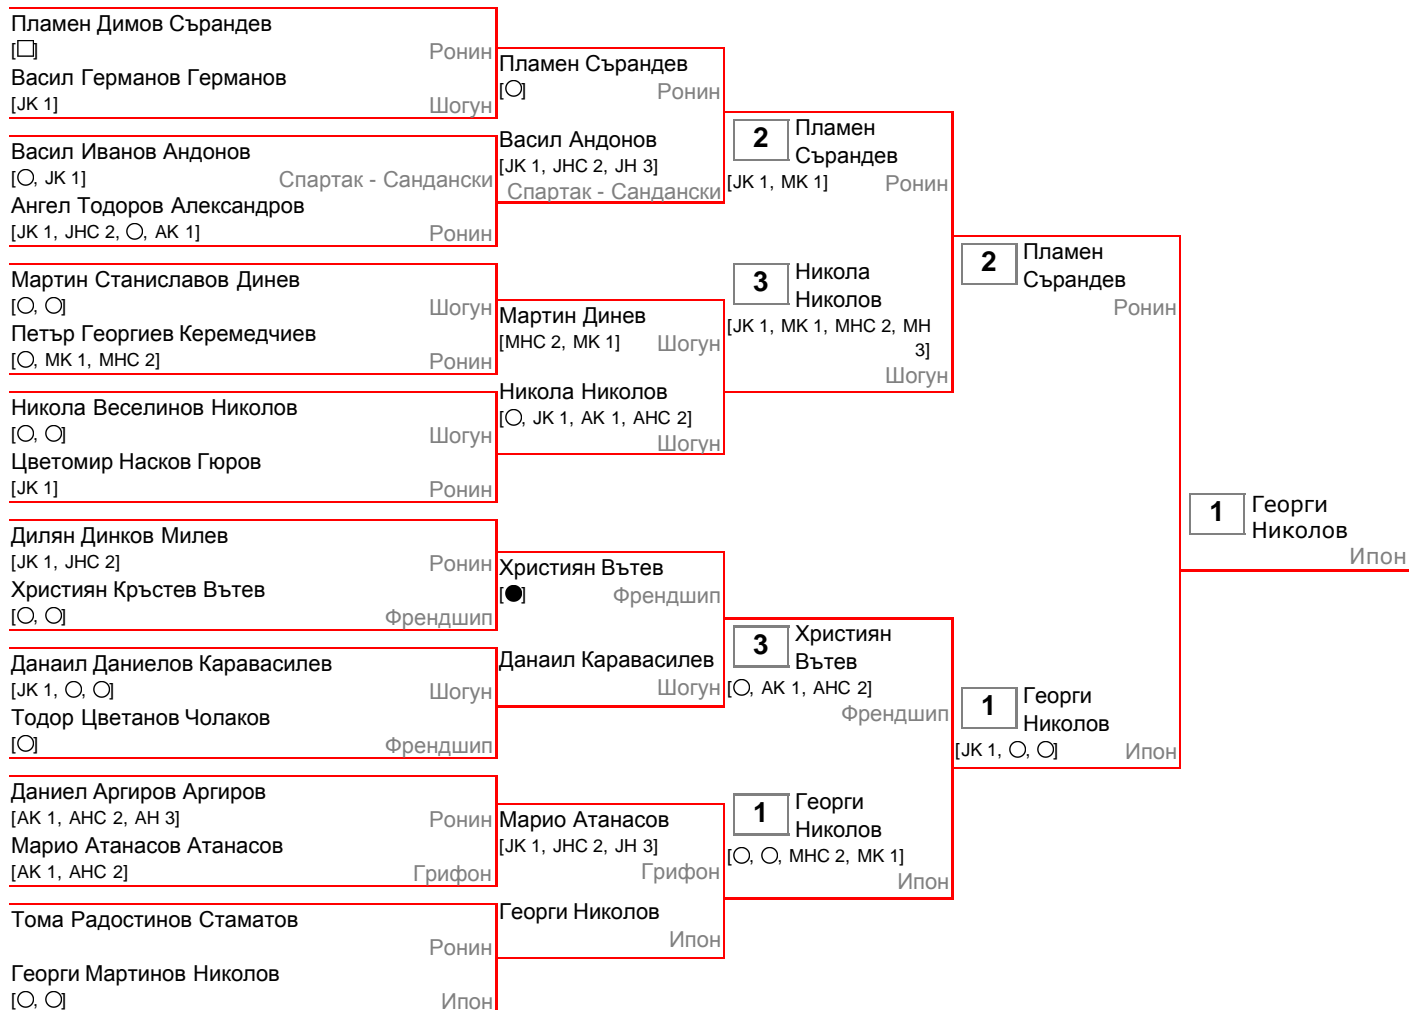 Пламен Димов Сърандев
[□] Ронин
Васил Германов Германов
[JK 1] Шогун
Васил Иванов Андонов
[○, JK 1] Спартак - Сандански
Ангел Тодоров Александров
[JK 1, JHC 2, ○, AK 1] Ронин
Мартин Станиславов Динев
[○, ○] Шогун
Петър Георгиев Керемедчиев
[○, MK 1, MHC 2] Ронин
Никола Веселинов Николов
[○, ○] Шогун
Цветомир Насков Гюров
[JK 1] Ронин
Дилян Динков Милев
[JK 1, JHC 2] Ронин
Християн Кръстев Вътев
[○, ○] Френдшип
Данаил Даниелов Каравасилев
[JK 1, ○, ○] Шогун
Тодор Цветанов Чолаков
[○] Френдшип
Даниел Аргиров Аргиров
[AK 1, AHC 2, AH 3] Ронин
Марио Атанасов Атанасов
[AK 1, AHC 2] Грифон
Тома Радостинов Стаматов
Ронин
Георги Мартинов Николов
[○, ○] Ипон
Пламен Сърандев
[○] Ронин
Васил Андонов
[JK 1, JHC 2, JH 3]
Спартак - Сандански
Мартин Динев
[MHC 2, MK 1] Шогун
Никола Николов
[○, JK 1, AK 1, AHC 2]
Шогун
Християн Вътев
[●] Френдшип
Данаил Каравасилев
Шогун
Марио Атанасов
[JK 1, JHC 2, JH 3]
Грифон
Георги Николов
Ипон
2 Пламен
Сърандев
[JK 1, MK 1] Ронин
3 Никола
Николов
[JK 1, MK 1, MHC 2, MH
3]
Шогун
3 Християн
Вътев
[○, AK 1, AHC 2]
Френдшип
1 Георги
Николов
[○, ○, MHC 2, MK 1]
Ипон
2 Пламен
Сърандев
Ронин
1 Георги
Николов
[JK 1, ○, ○] Ипон
1 Георги
Николов
Ипон